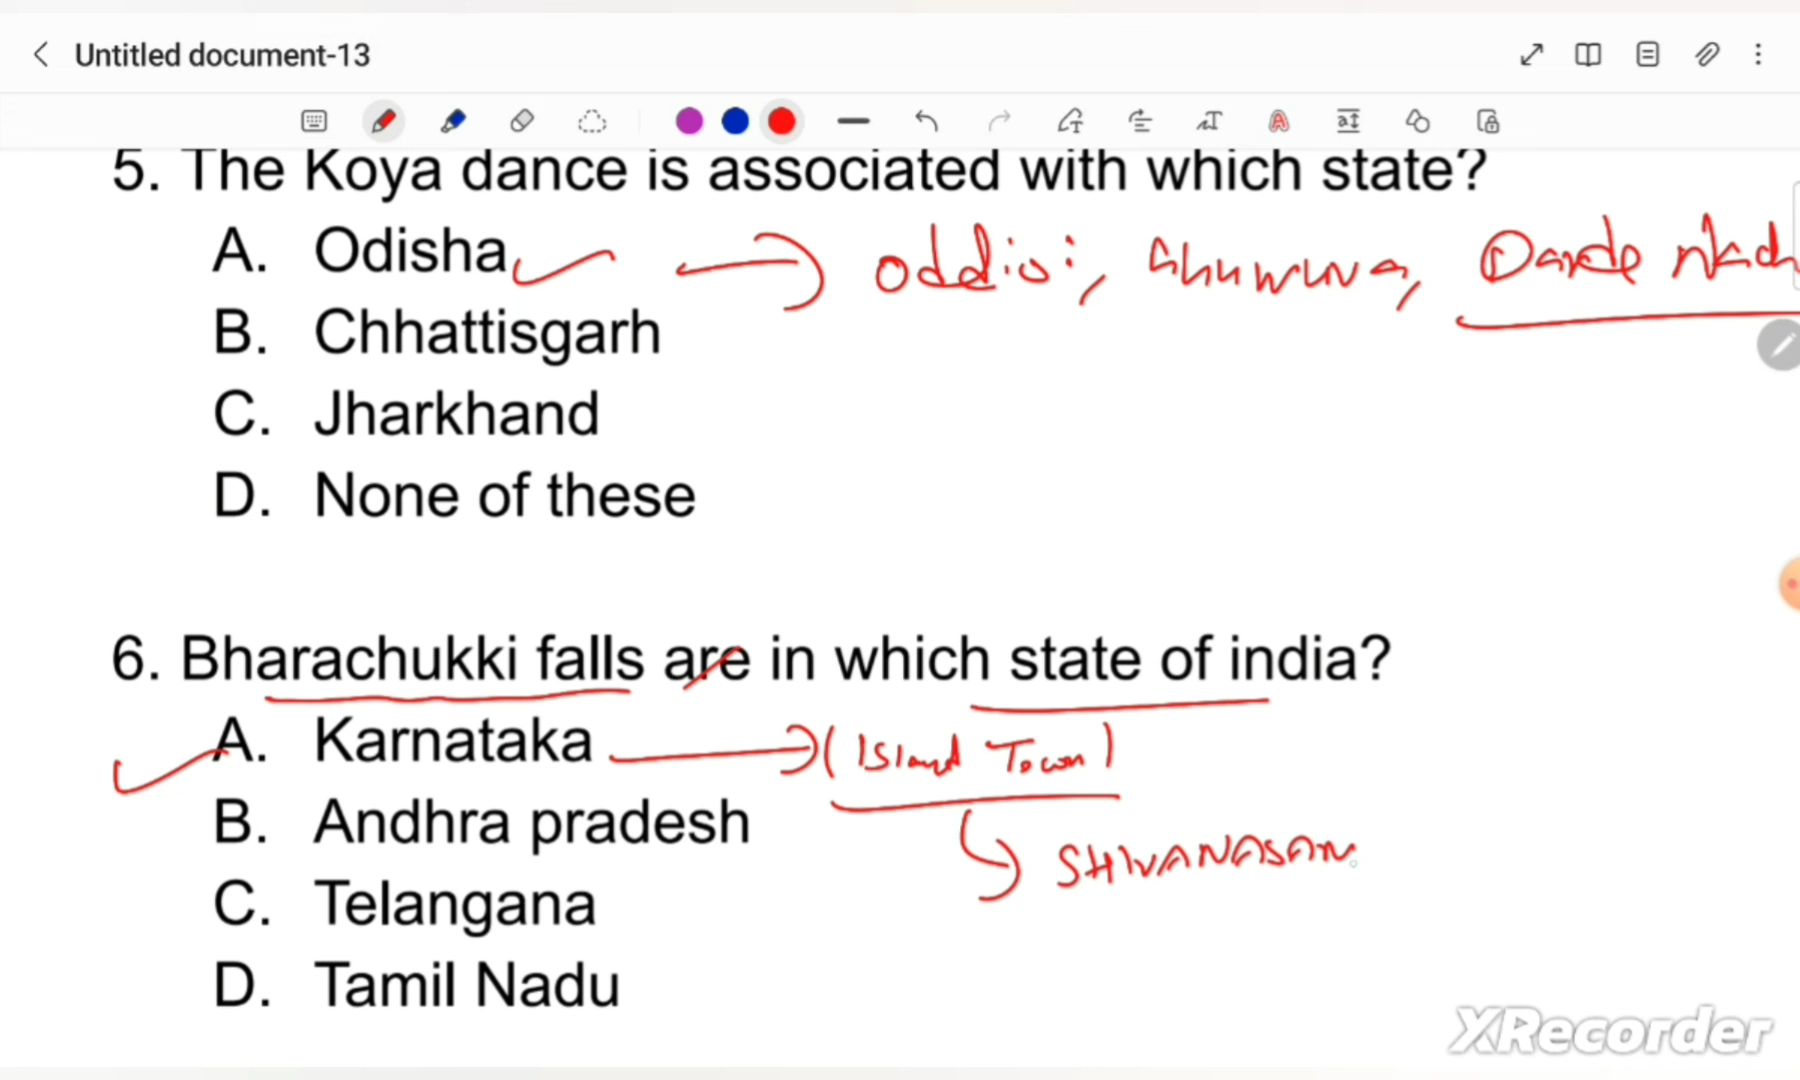 Untitled document-13
5. The Koya dance is associated with which state?
A. Odisha → oddisi,
B. Chhattisgarh
C. Jharkhand
D. None of these
6. Bharachukki falls are in which state of india?
A. Karnataka → (Island Town)
B. Andhra pradesh → SHIVANASAM
C. Telangana
D. Tamil Nadu
XRecorder